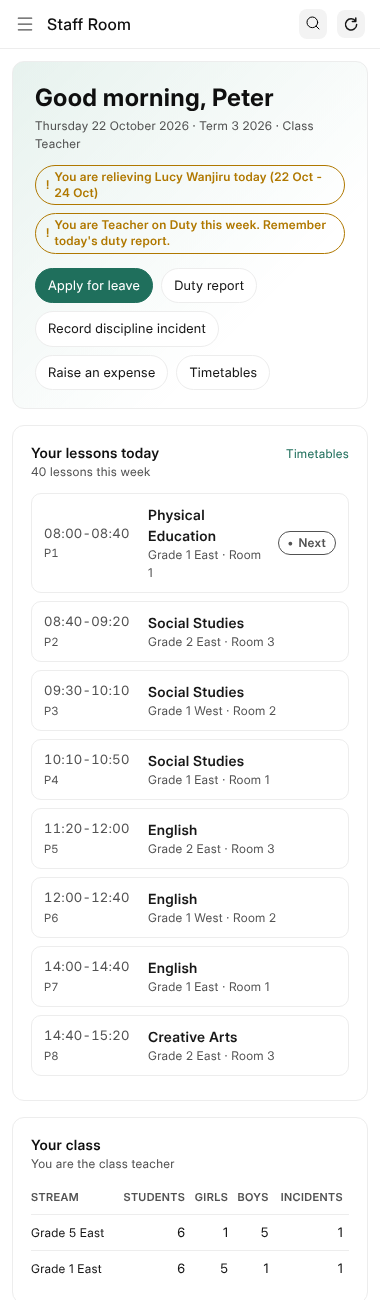 Staff Room
Good morning, Peter
Thursday 22 October 2026 · Term 3 2026 · Class
Teacher
! You are relieving Lucy Wanjiru today (22 Oct -
24 Oct)
! You are Teacher on Duty this week. Remember
today's duty report.
Apply for leave
Duty report
Record discipline incident
Raise an expense
Timetables
Your lessons today
Timetables
40 lessons this week
08:00-08:40
P1
Physical
Education
Grade 1 East · Room
1
• Next
08:40-09:20
P2
Social Studies
Grade 2 East · Room 3
09:30-10:10
P3
Social Studies
Grade 1 West · Room 2
10:10-10:50
P4
Social Studies
Grade 1 East · Room 1
11:20-12:00
P5
English
Grade 2 East · Room 3
12:00-12:40
P6
English
Grade 1 West · Room 2
14:00-14:40
P7
English
Grade 1 East · Room 1
14:40-15:20
P8
Creative Arts
Grade 2 East · Room 3
Your class
You are the class teacher
STREAM STUDENTS GIRLS BOYS INCIDENTS
Grade 5 East 6 1 5 1
Grade 1 East 6 5 1 1